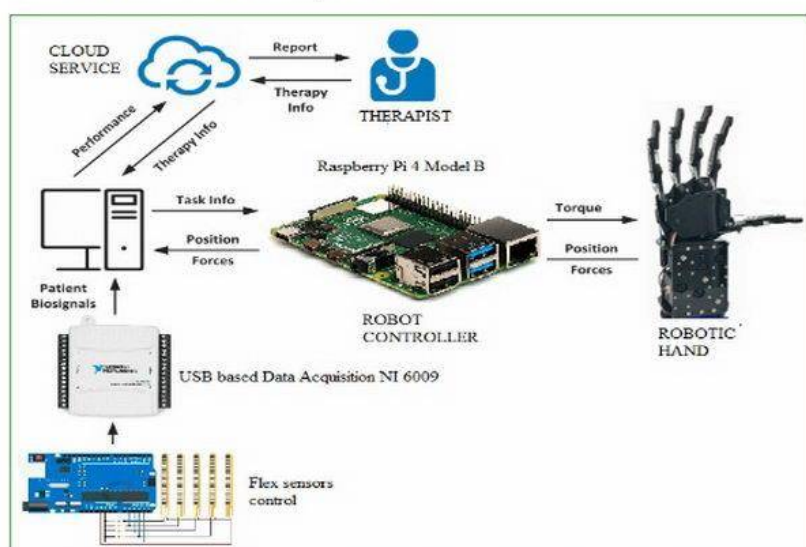 CLOUD
SERVICE
Report
Therapy
Info
THERAPIST
Performance
Therapy Info
Raspberry Pi 4 Model B
Task Info
Position
Forces
Torque
Position
Forces
Patient
Biosignals
ROBOT
CONTROLLER
ROBOTIC
HAND
USB based Data Acquisition NI 6009
Flex sensors
control